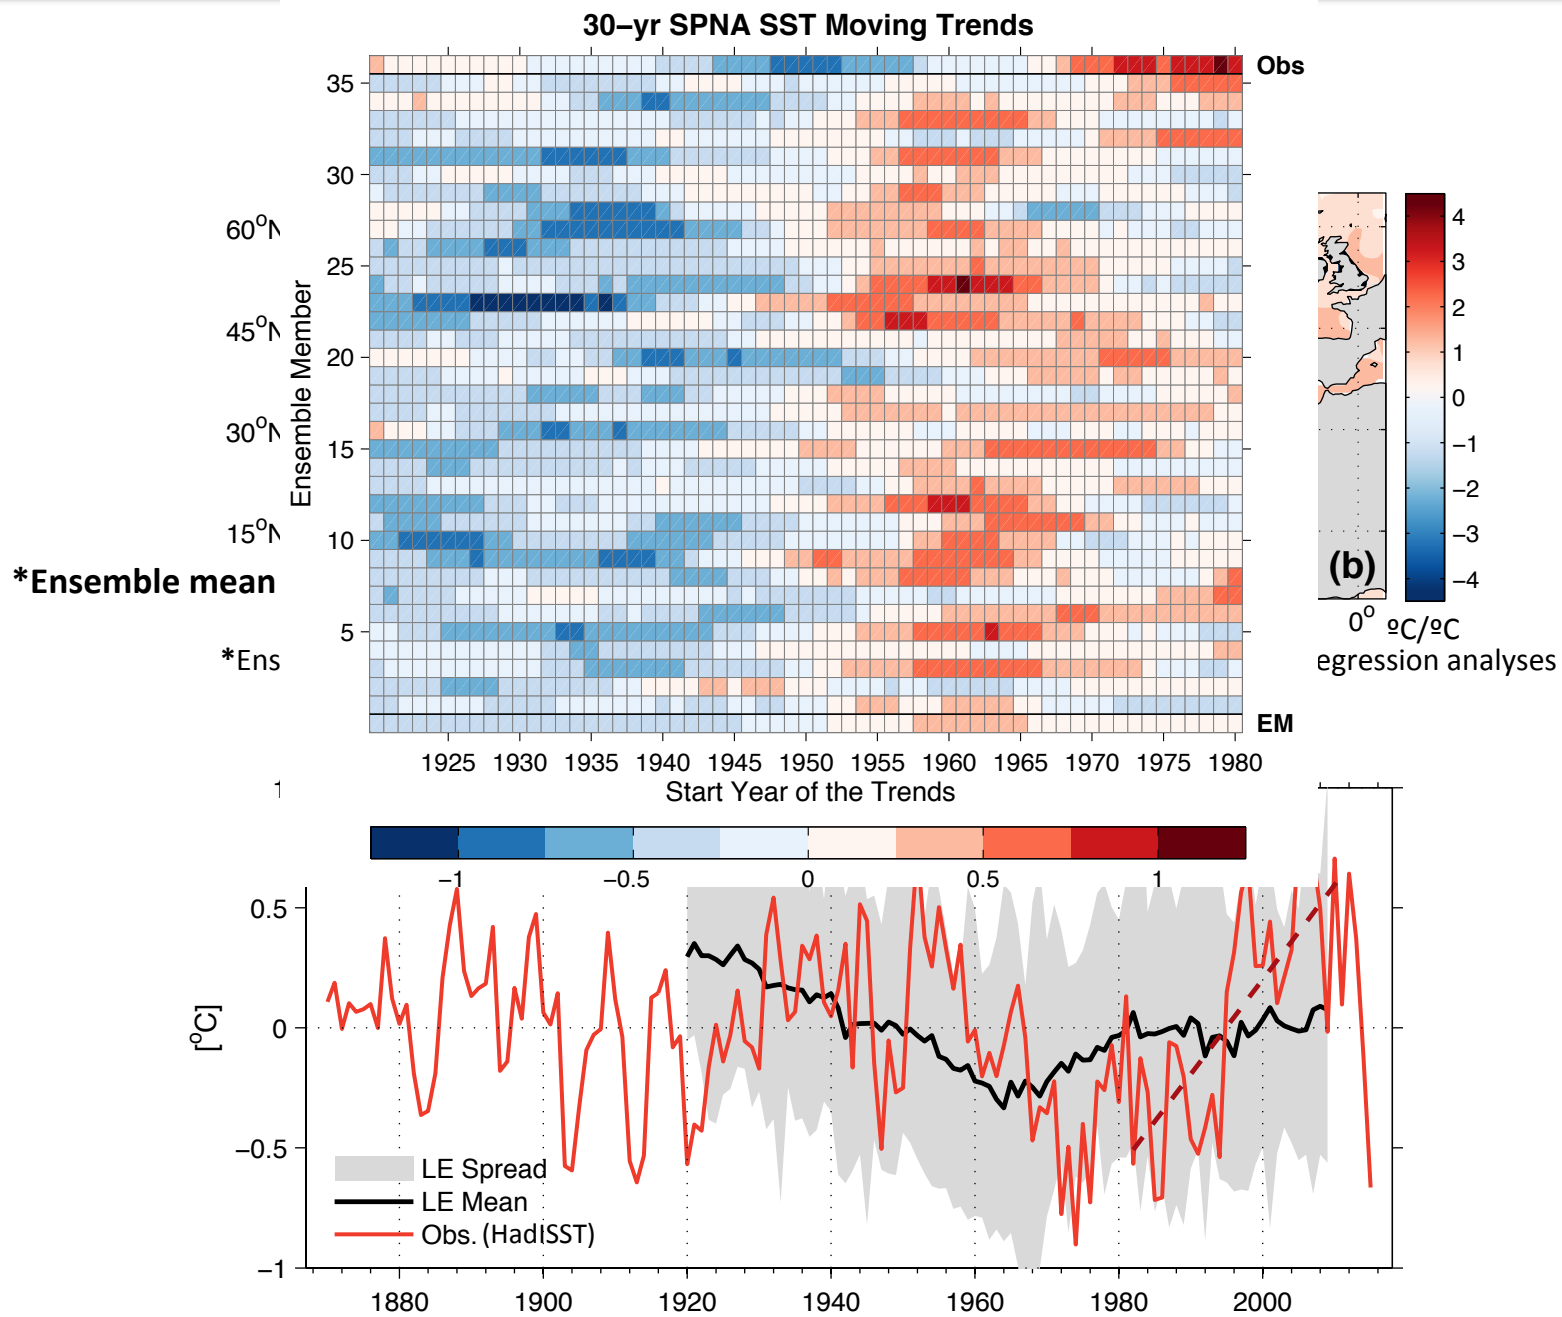 30–yr SPNA SST Moving Trends
Obs
35
30
25
20
15
10
5
Ensemble Member
EM
1925 1930 1935 1940 1945 1950 1955 1960 1965 1970 1975 1980
Start Year of the Trends
−1 −0.5 0 0.5 1
60°N
45°N
30°N
15°N
*Ensemble mean
*Ens
4
3
2
1
0
−1
−2
−3
−4
(b)
0° ºC/ºC
egression analyses
1
0.5
0
−0.5
−1
[°C]
LE Spread
LE Mean
Obs. (HadISST)
1880 1900 1920 1940 1960 1980 2000